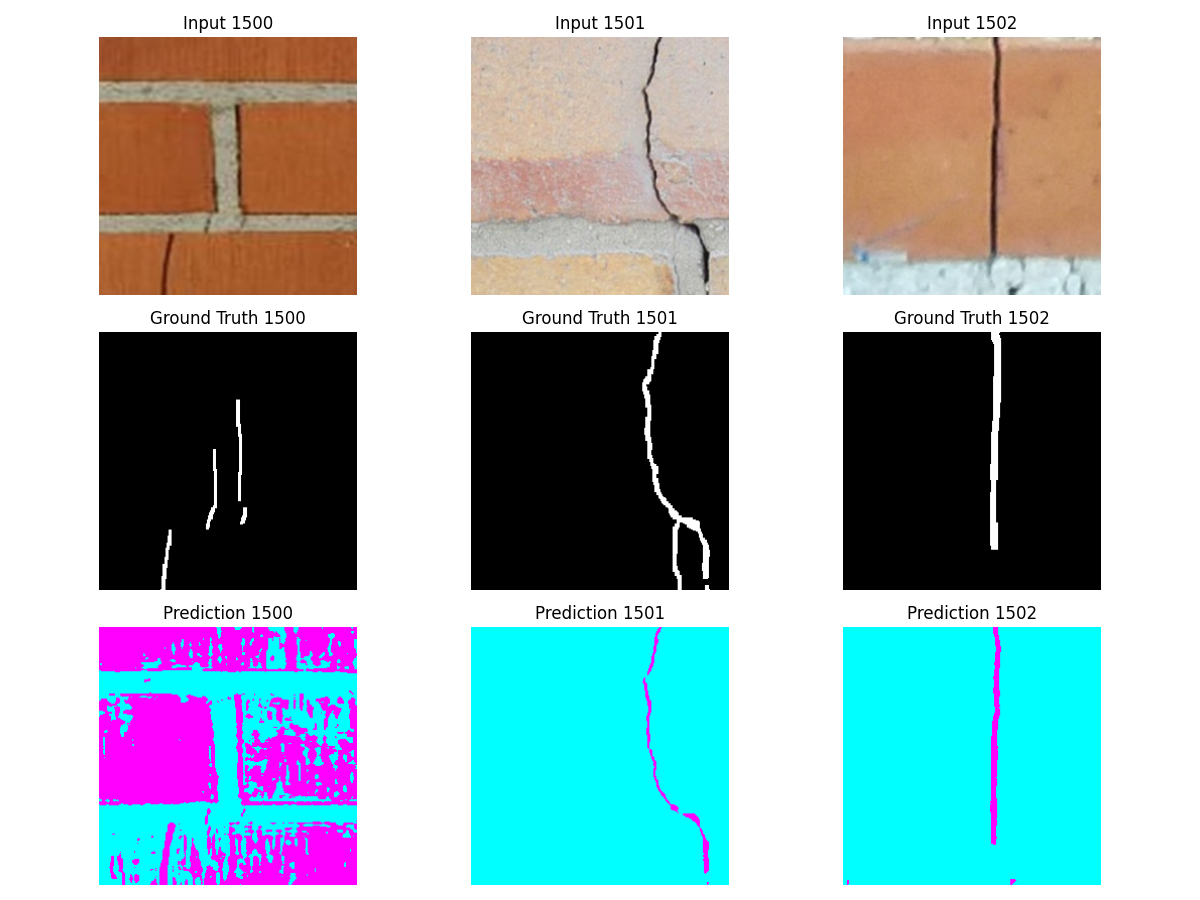 Input 1500
Input 1501
Input 1502
Ground Truth 1500
Ground Truth 1501
Ground Truth 1502
Prediction 1500
Prediction 1501
Prediction 1502